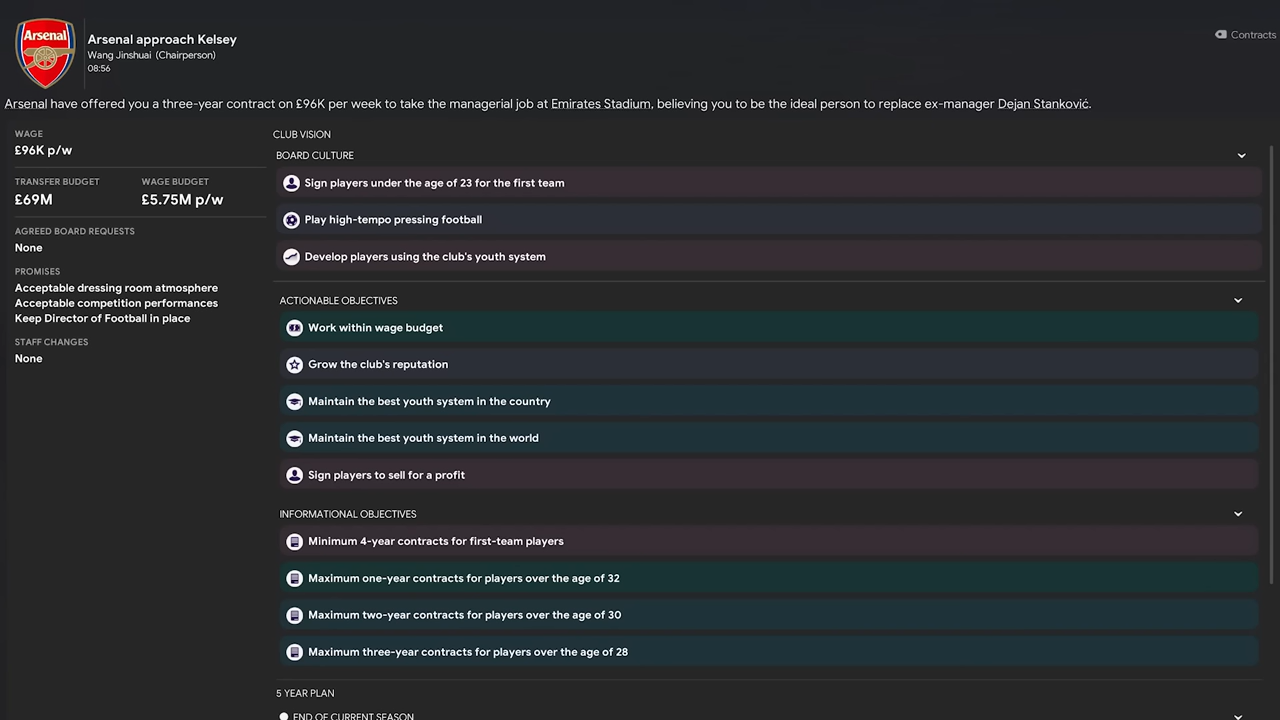 Arsenal
Arsenal approach Kelsey
Wang Jinshuai (Chairperson)
08:56
Contracts
Arsenal have offered you a three-year contract on £96K per week to take the managerial job at Emirates Stadium, believing you to be the ideal person to replace ex-manager Dejan Stanković.
WAGE
£96K p/w
TRANSFER BUDGET
£69M
WAGE BUDGET
£5.75M p/w
AGREED BOARD REQUESTS
None
PROMISES
Acceptable dressing room atmosphere
Acceptable competition performances
Keep Director of Football in place
STAFF CHANGES
None
CLUB VISION
BOARD CULTURE
Sign players under the age of 23 for the first team
Play high-tempo pressing football
Develop players using the club's youth system
ACTIONABLE OBJECTIVES
Work within wage budget
Grow the club's reputation
Maintain the best youth system in the country
Maintain the best youth system in the world
Sign players to sell for a profit
INFORMATIONAL OBJECTIVES
Minimum 4-year contracts for first-team players
Maximum one-year contracts for players over the age of 32
Maximum two-year contracts for players over the age of 30
Maximum three-year contracts for players over the age of 28
5 YEAR PLAN
END OF CURRENT SEASON